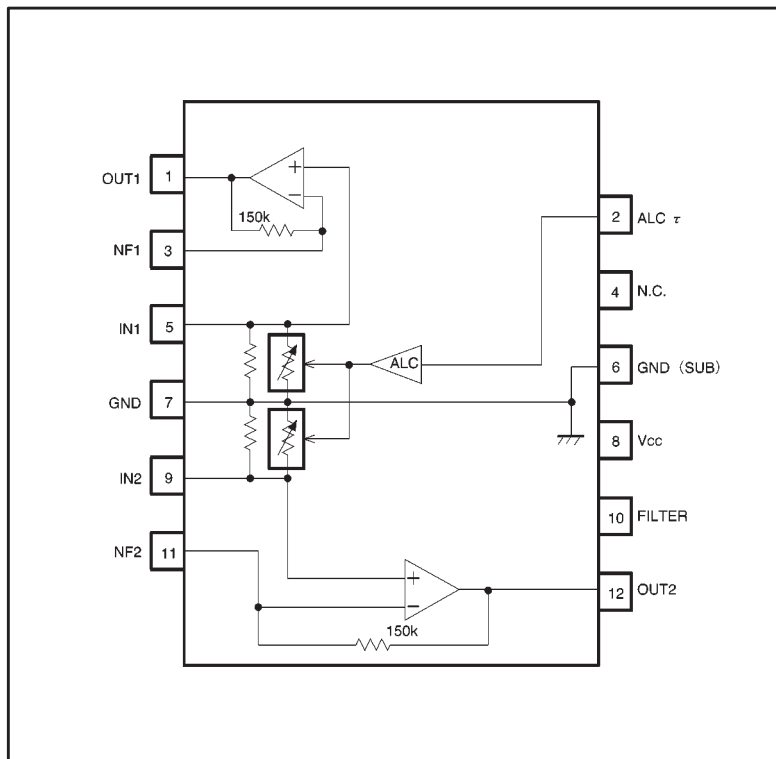 OUT1 1
+
−
150k
NF1 3
2 ALC τ
4 N.C.
IN1 5
ALC
6 GND (SUB)
GND 7
8 Vcc
IN2 9
10 FILTER
NF2 11
+
−
12 OUT2
150k